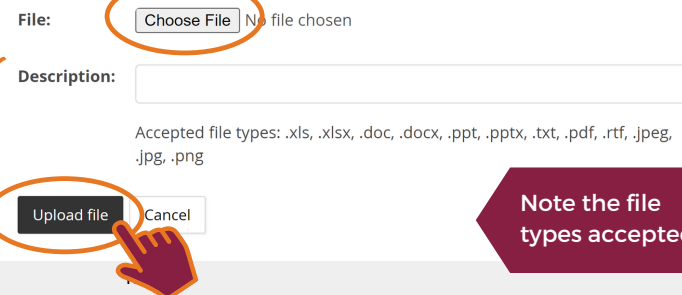 File: Choose File No file chosen
Description:
Accepted file types: .xls, .xlsx, .doc, .docx, .ppt, .pptx, .txt, .pdf, .rtf, .jpeg,
.jpg, .png
Upload file Cancel
Note the file
types accepted